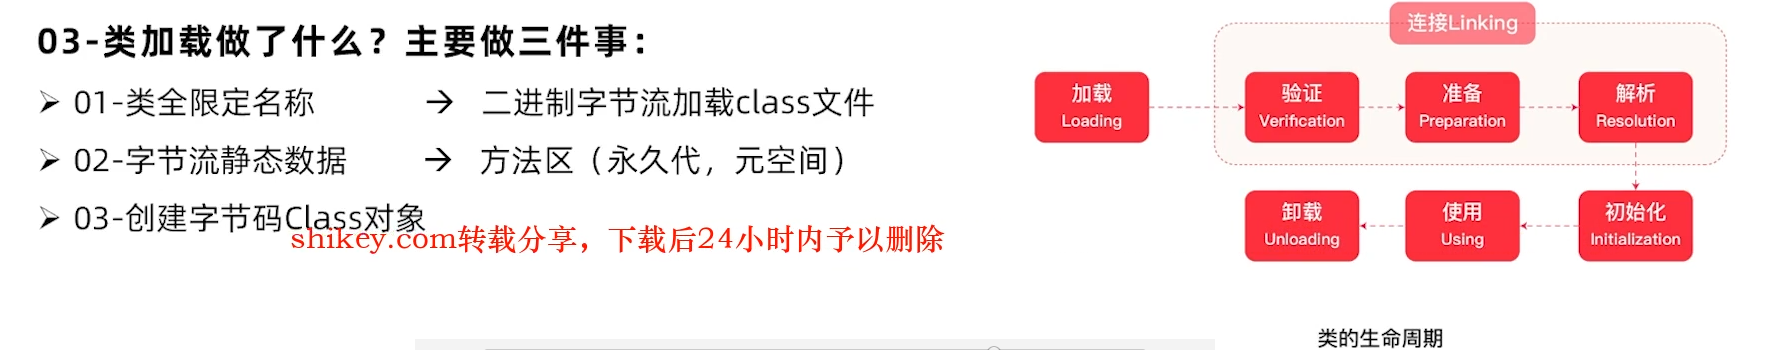 03-类加载做了什么？主要做三件事：
➢ 01-类全限定名称 → 二进制字节流加载class文件
➢ 02-字节流静态数据 → 方法区（永久代，元空间）
➢ 03-创建字节码Class对象
shikey.com转载分享，下载后24小时内予以删除
连接Linking
加载
Loading
验证
Verification
准备
Preparation
解析
Resolution
卸载
Unloading
使用
Using
初始化
Initialization
类的生命周期